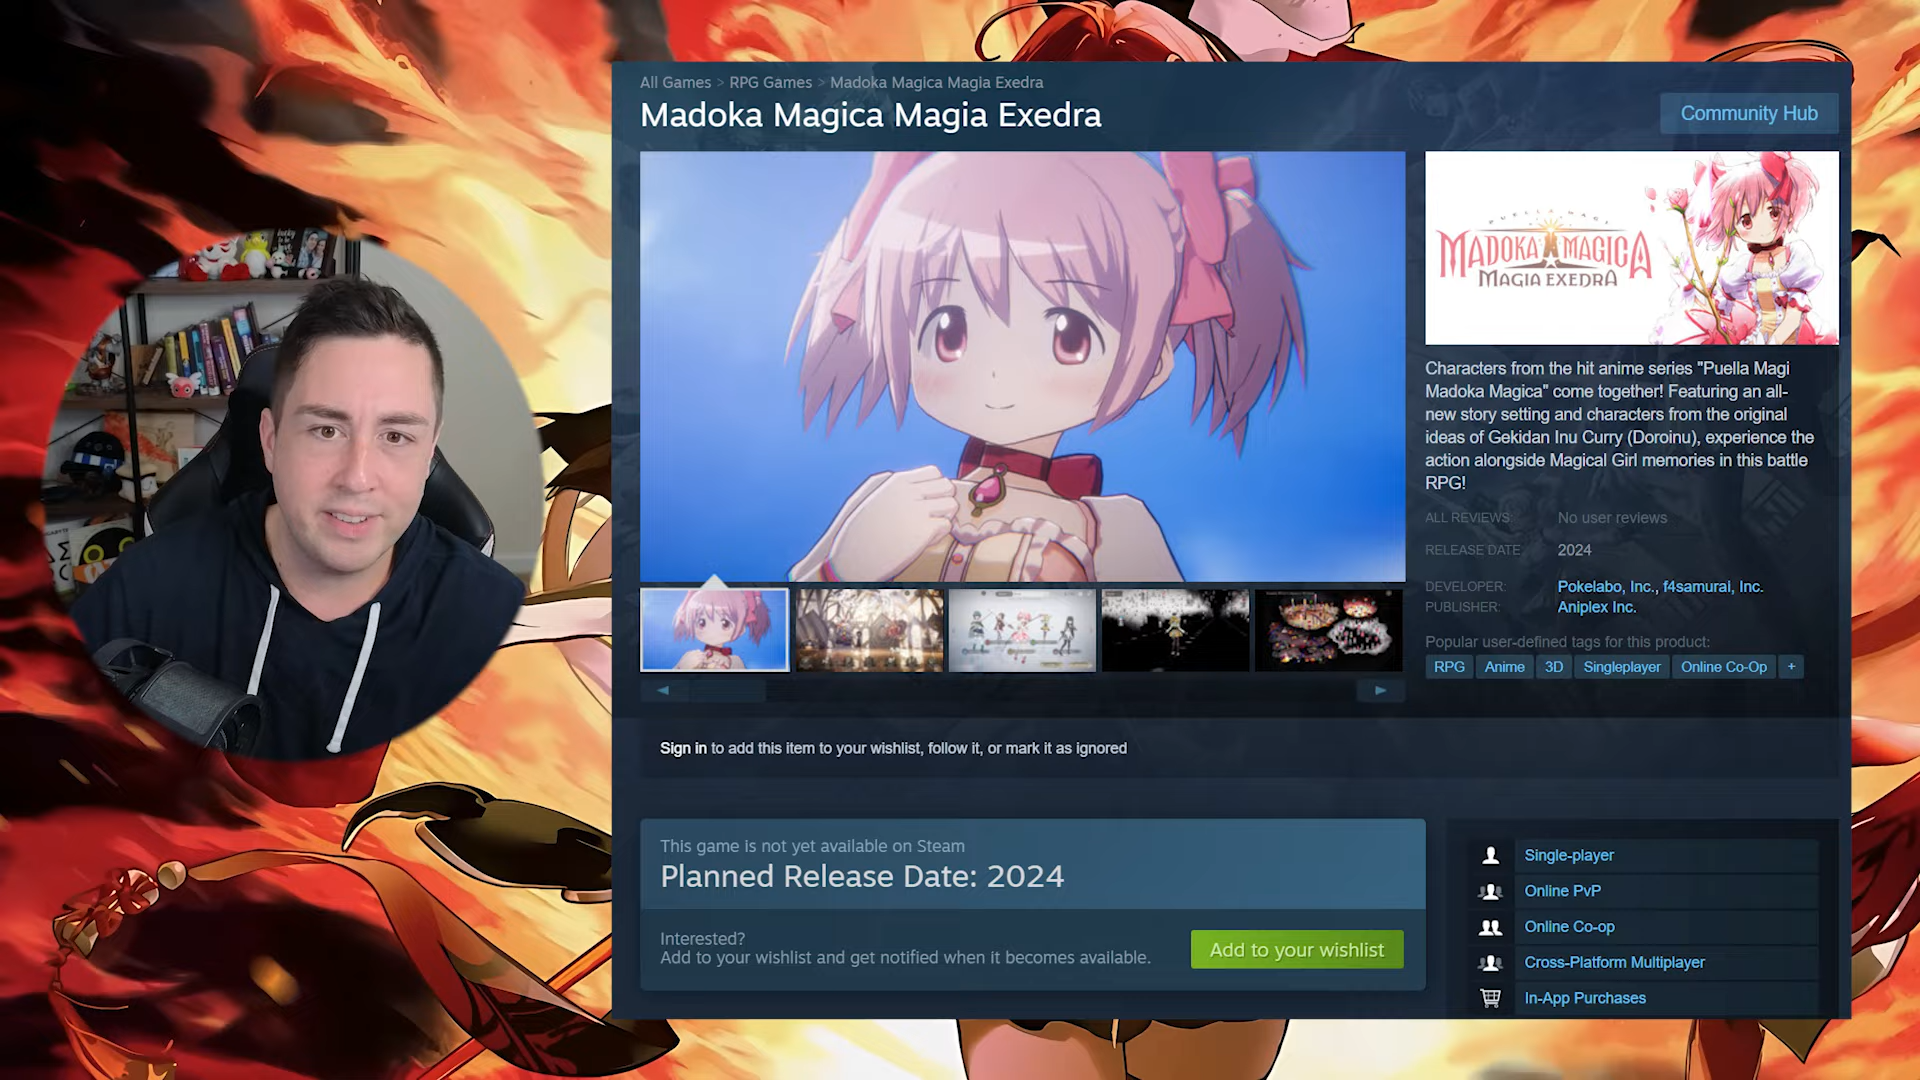 All Games > RPG Games > Madoka Magica Magia Exedra
Madoka Magica Magia Exedra
Community Hub
PUELLA MAGI
MADOKA MAGICA
MAGIA EXEDRA
Characters from the hit anime series "Puella Magi
Madoka Magica" come together! Featuring an all-
new story setting and characters from the original
ideas of Gekidan Inu Curry (Doroinu), experience the
action alongside Magical Girl memories in this battle
RPG!
ALL REVIEWS: No user reviews
RELEASE DATE: 2024
DEVELOPER: Pokelabo, Inc., f4samurai, Inc.
PUBLISHER: Aniplex Inc.
Popular user-defined tags for this product:
RPG Anime 3D Singleplayer Online Co-Op +
Sign in to add this item to your wishlist, follow it, or mark it as ignored
This game is not yet available on Steam
Planned Release Date: 2024
Interested?
Add to your wishlist and get notified when it becomes available.
Add to your wishlist
Single-player
Online PvP
Online Co-op
Cross-Platform Multiplayer
In-App Purchases